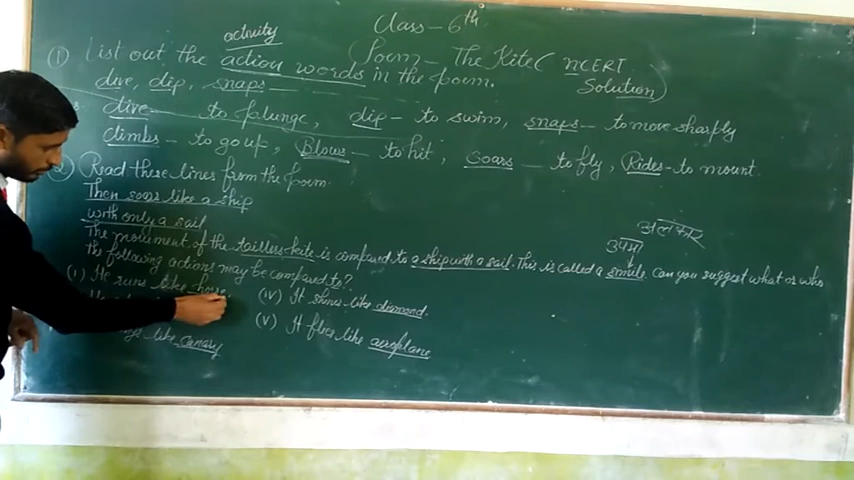 Class - 6th
activity
(Poem - The Kite ( NCERT
Solution)
① List out the action words in the poem.
dive, dip, snaps
dive - to plunge, dip - to swim, snaps - to move sharply
climbs - to go up, Blows - to hit, Soars - to fly, Rides - to mount.
② Read these lines from the poem.
Then soars like a ship
with only a sail
अलंकार
उपमा
The movement of the tailless-kite is compared to a ship with a sail. This is called a simile. Can you suggest what or who
the following actions may be compared to?
(i) He runs like horse
(iv) It shines like diamond.
like canary
(v) It flies like aeroplane